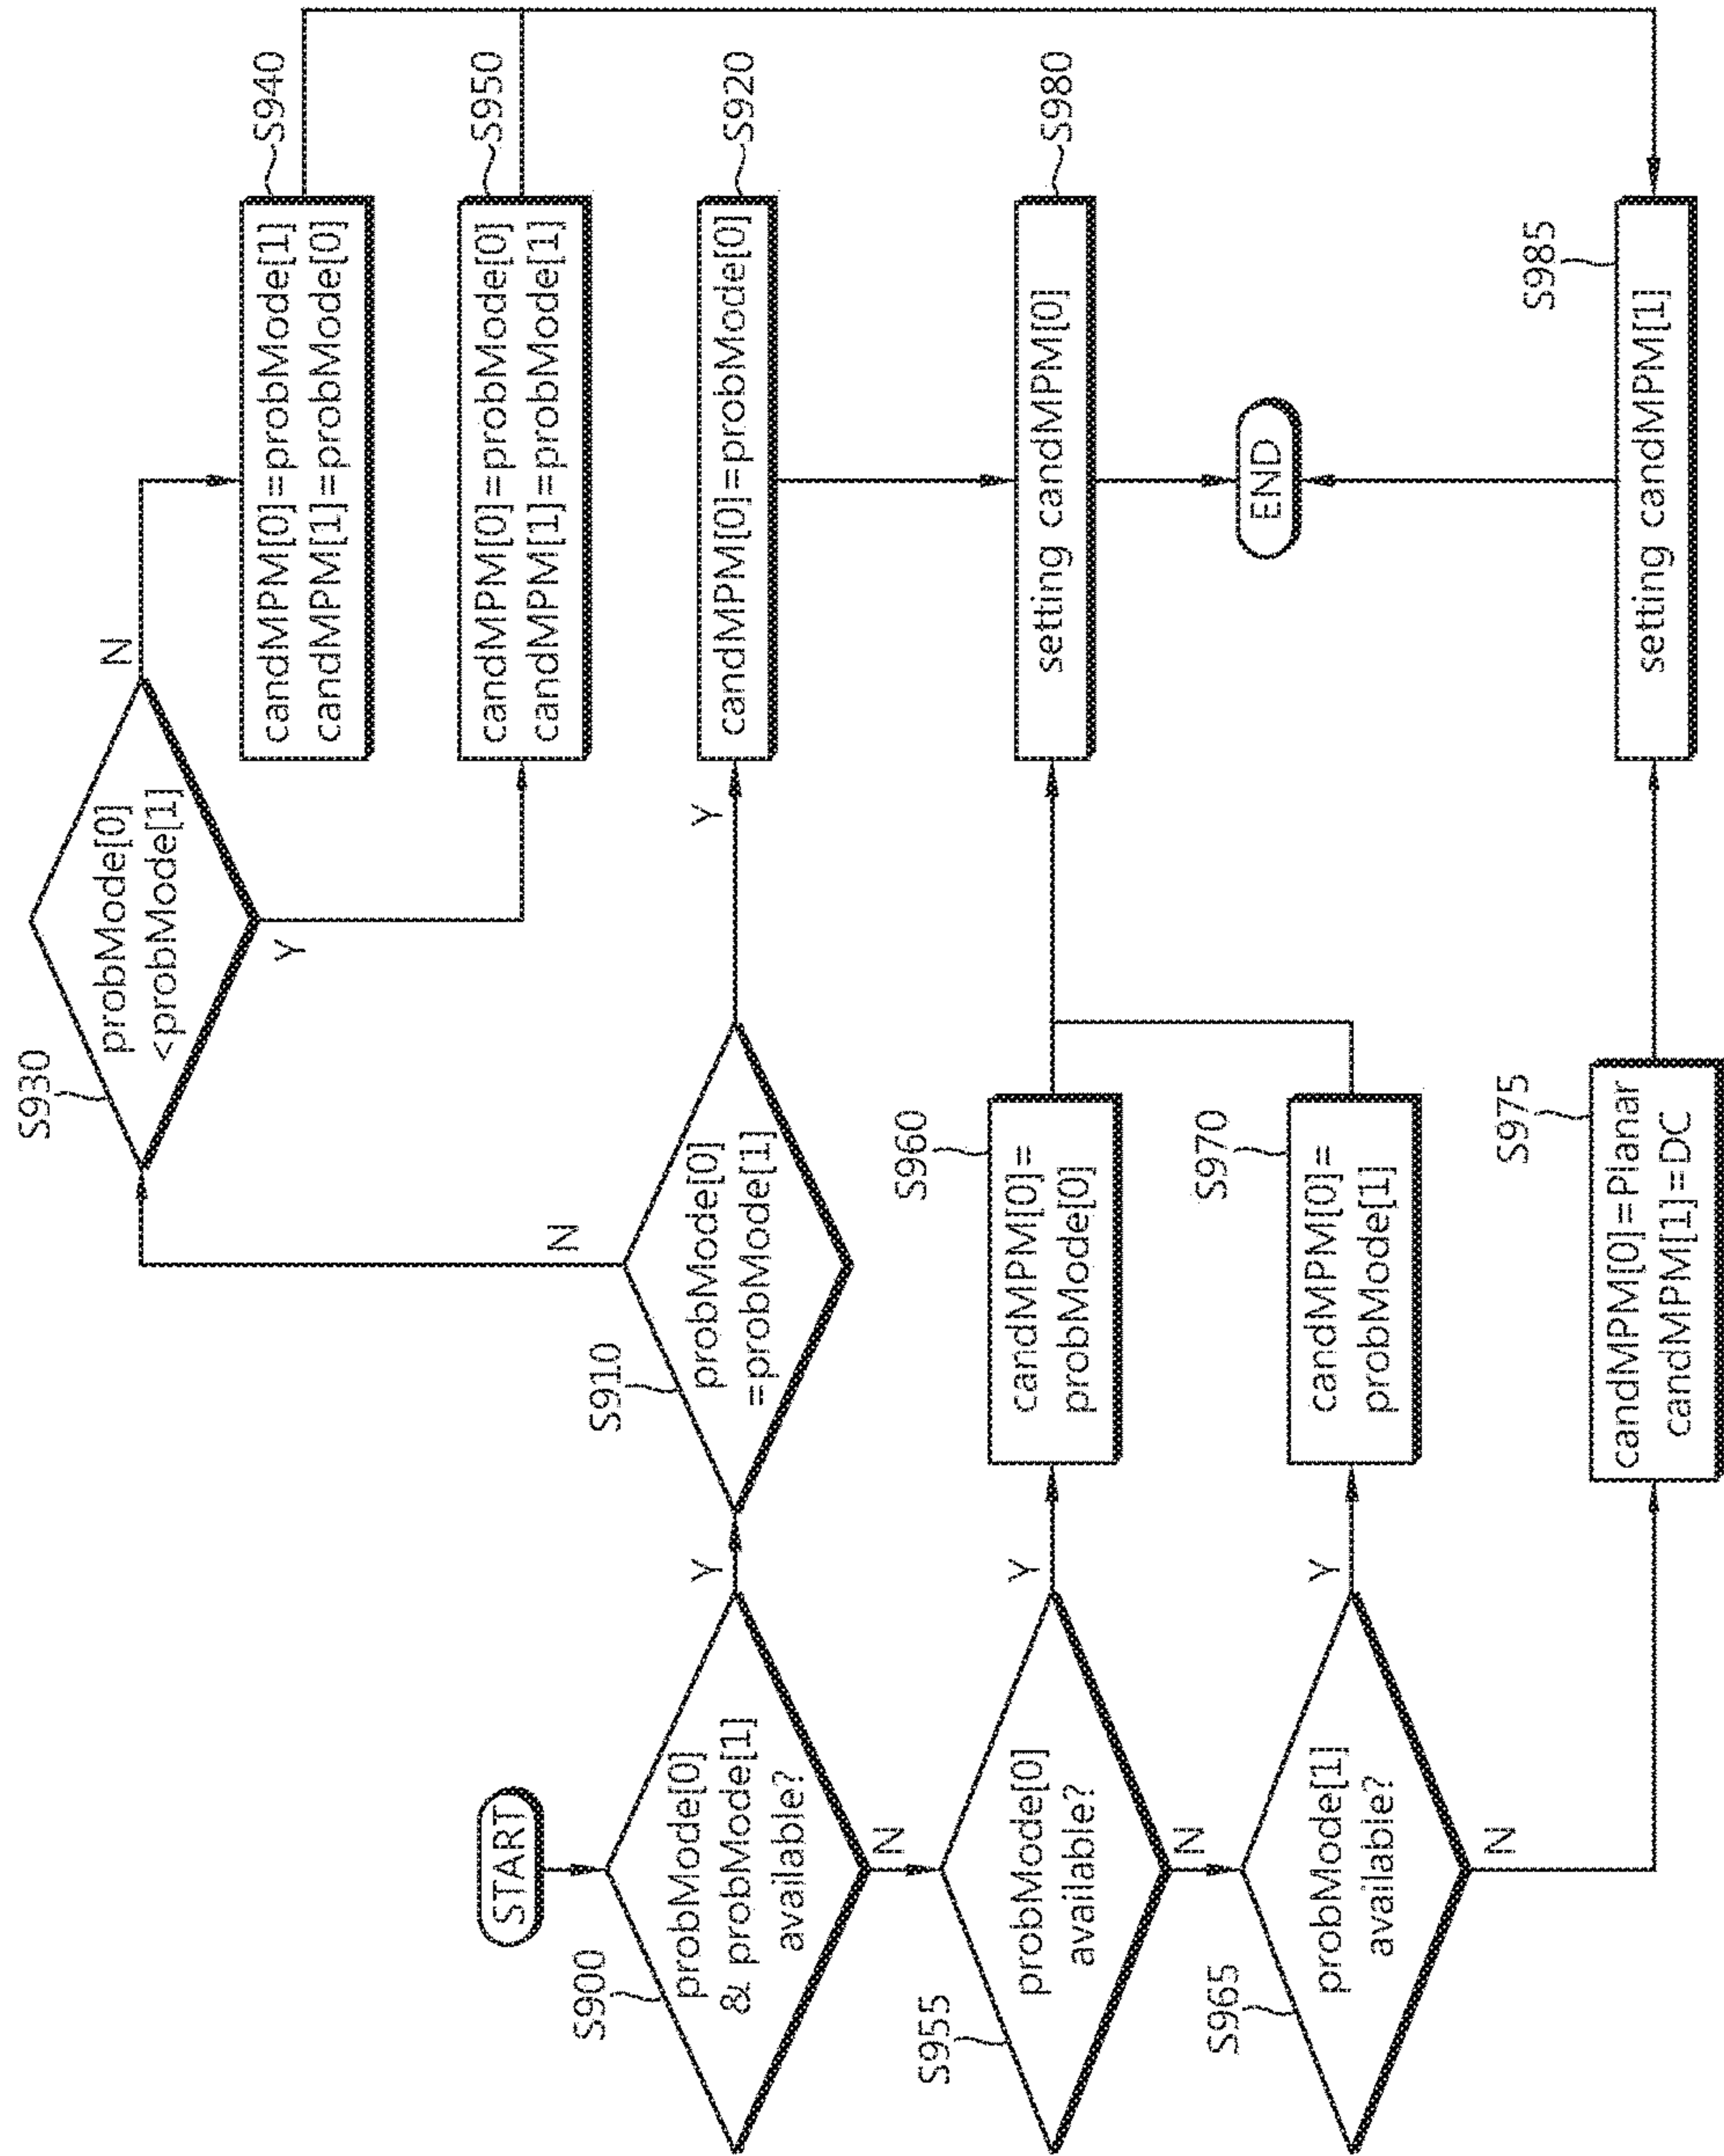 START
S900
probMode[0]
& probMode[1]
available?
Y
N
S910
probMode[0]
=probMode[1]
N
Y
S930
probMode[0]
<probMode[1]
N
Y
candMPM[0]=probMode[1]
candMPM[1]=probMode[0]
S940
candMPM[0]=probMode[0]
candMPM[1]=probMode[1]
S950
candMPM[0]=probMode[0]
S920
S955
probMode[0]
available?
Y
N
S960
candMPM[0]=
probMode[0]
setting candMPM[0]
S980
S965
probMode[1]
available?
Y
N
S970
candMPM[0]=
probMode[1]
END
S975
candMPM[0]=Planar
candMPM[1]=DC
setting candMPM[1]
S985